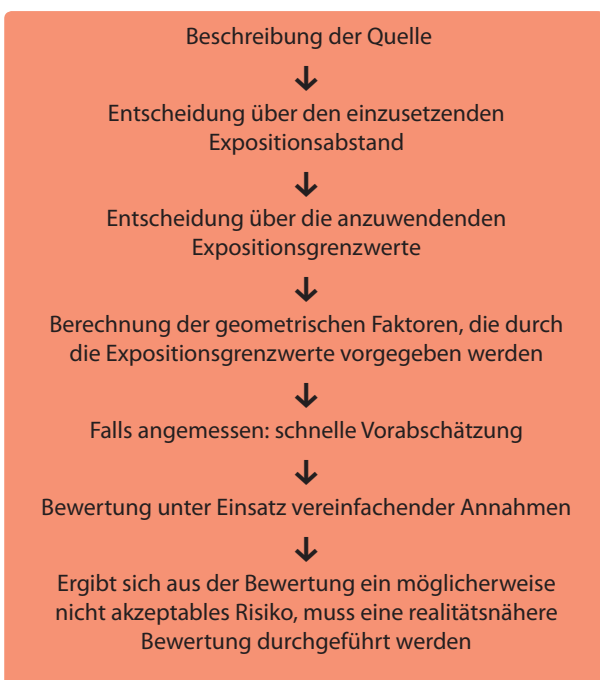 Beschreibung der Quelle
↓
Entscheidung über den einzusetzenden
Expositionsabstand
↓
Entscheidung über die anzuwendenden
Expositionsgrenzwerte
↓
Berechnung der geometrischen Faktoren, die durch
die Expositionsgrenzwerte vorgegeben werden
↓
Falls angemessen: schnelle Vorabschätzung
↓
Bewertung unter Einsatz vereinfachender Annahmen
↓
Ergibt sich aus der Bewertung ein möglicherweise
nicht akzeptables Risiko, muss eine realitätsnähere
Bewertung durchgeführt werden